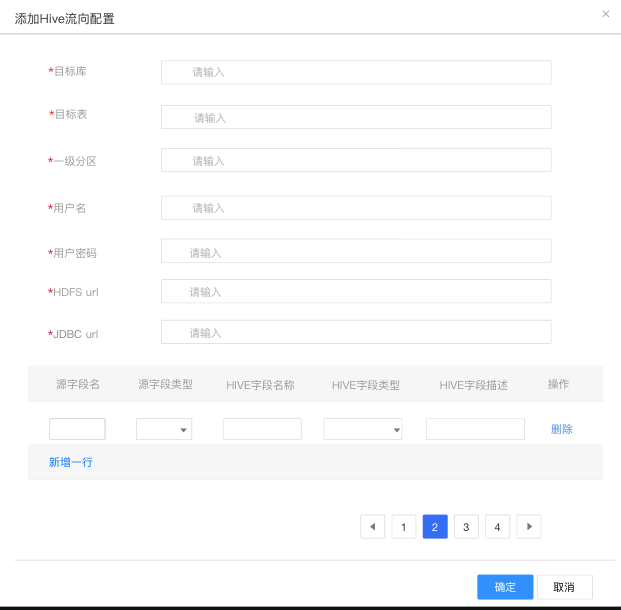 添加Hive流向配置
*目标库 请输入
*目标表 请输入
*一级分区 请输入
*用户名 请输入
*用户密码 请输入
*HDFS url 请输入
*JDBC url 请输入
源字段名 源字段类型 HIVE字段名称 HIVE字段类型 HIVE字段描述 操作
删除
新增一行
1 2 3 4
确定 取消